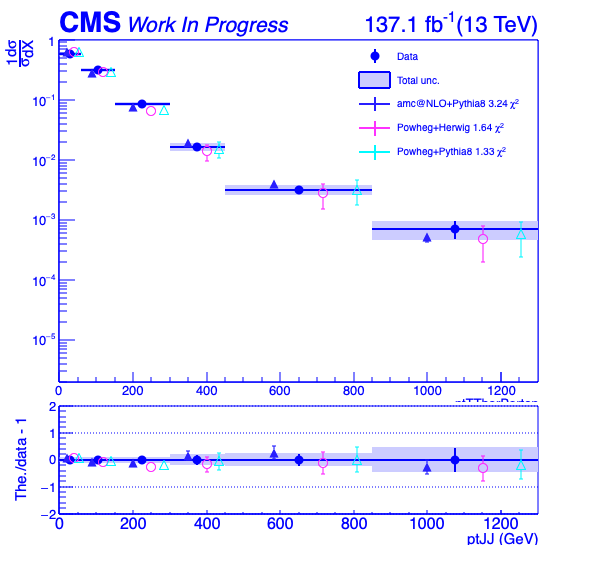 CMS Work In Progress 137.1 fb⁻¹(13 TeV)
1dσ
σdX
1
Data
Total unc.
10⁻¹
amc@NLO+Pythia8 3.24 χ²
Powheg+Herwig 1.64 χ²
Powheg+Pythia8 1.33 χ²
10⁻²
10⁻³
10⁻⁴
10⁻⁵
0 200 400 600 800 1000 1200
The./data - 1
2
1
0
−1
−2
0 200 400 600 800 1000 1200
ptJJ (GeV)